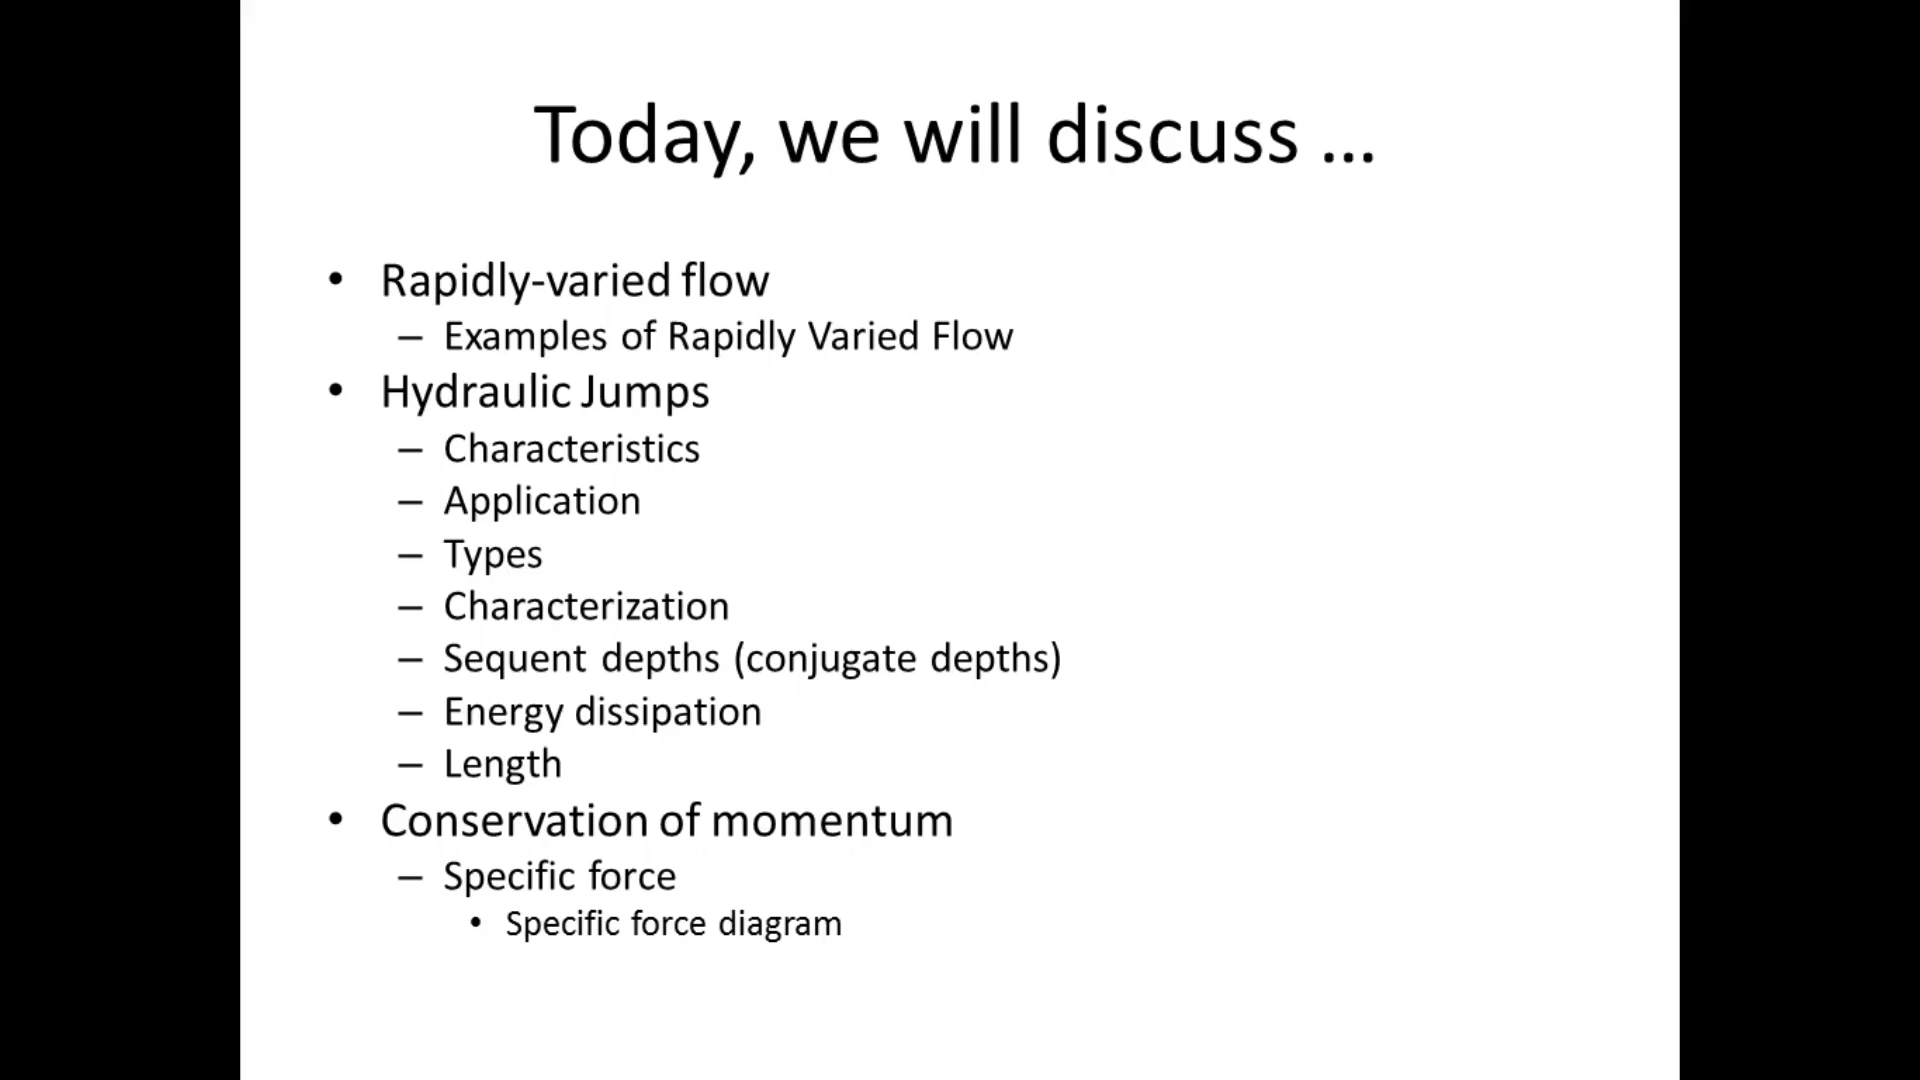 Today, we will discuss ...
• Rapidly-varied flow
– Examples of Rapidly Varied Flow
• Hydraulic Jumps
– Characteristics
– Application
– Types
– Characterization
– Sequent depths (conjugate depths)
– Energy dissipation
– Length
• Conservation of momentum
– Specific force
• Specific force diagram